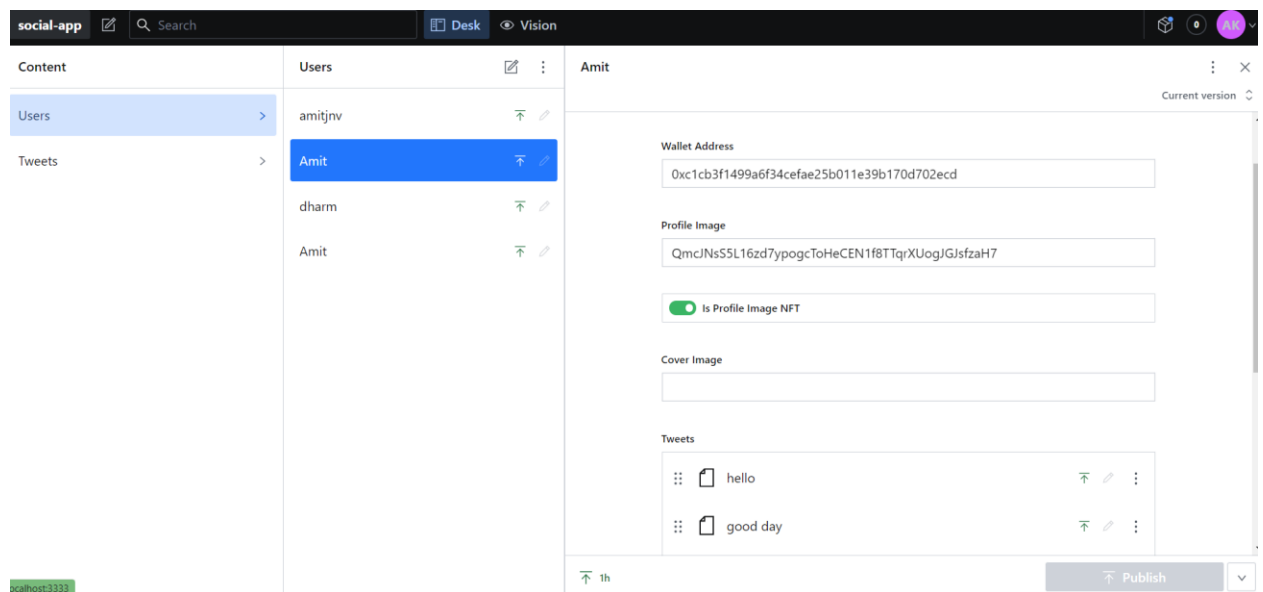 social-app
Search
Desk
Vision
0
AK
Content
Users
Tweets
Users
amitjnv
Amit
dharm
Amit
Amit
Current version
Wallet Address
0xc1cb3f1499a6f34cefae25b011e39b170d702ecd
Profile Image
QmcJNsS5L16zd7ypogcToHeCEN1f8TTqrXUogJGJsfzaH7
Is Profile Image NFT
Cover Image
Tweets
hello
good day
1h
Publish
ocalhost:3333